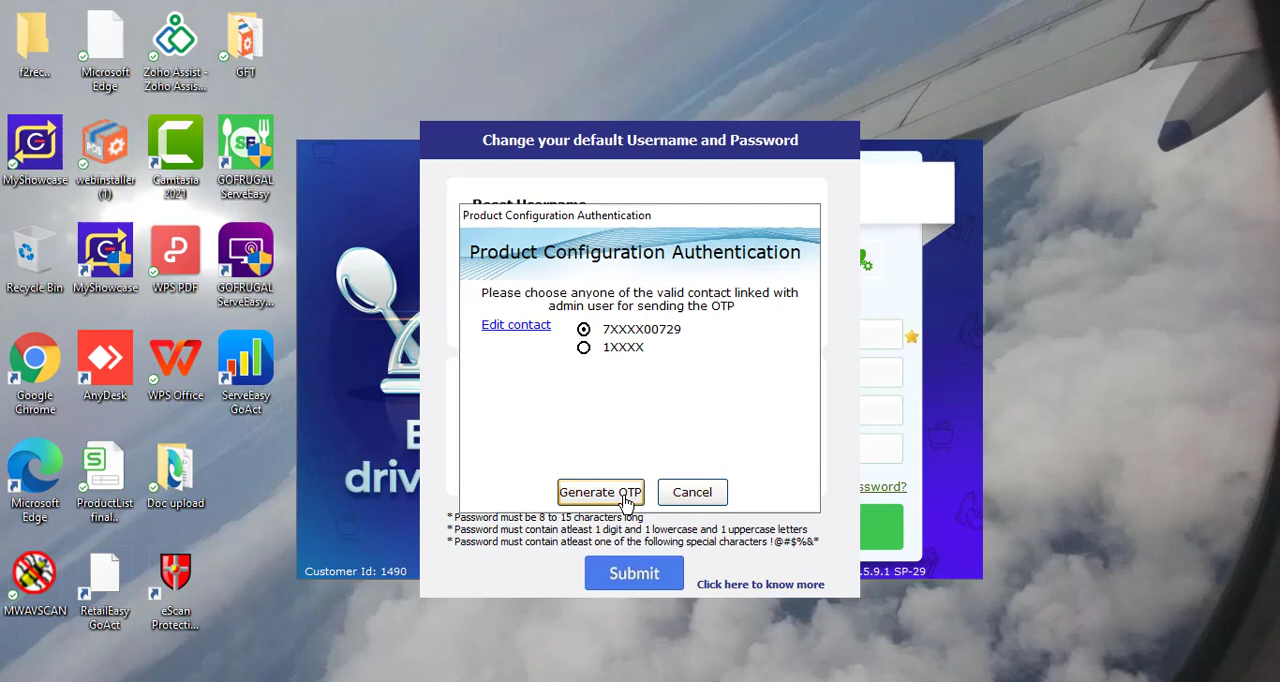 f2rec..
Microsoft
Edge
Zoho Assist -
Zoho Assis...
GFT
MyShowcase
webinstaller
(1)
Camtasia
2021
GOFRUGAL
ServeEasy
Recycle Bin
MyShowcase
WPS PDF
GOFRUGAL
ServeEasy...
Google
Chrome
AnyDesk
WPS Office
ServeEasy
GoAct
Microsoft
Edge
ProductList
final..
Doc upload
MWAVSCAN
RetailEasy
GoAct
eScan
Protecti...
Change your default Username and Password
Reset Username
Product Configuration Authentication
Product Configuration Authentication
Please choose anyone of the valid contact linked with
admin user for sending the OTP
Edit contact
7XXXX00729
1XXXX
Generate OTP
Cancel
* Password must be 8 to 15 characters long
* Password must contain atleast 1 digit and 1 lowercase and 1 uppercase letters
* Password must contain atleast one of the following special characters !@#$%&*
Submit
Click here to know more
E
driv
ssword?
Customer Id: 1490
.5.9.1 SP-29